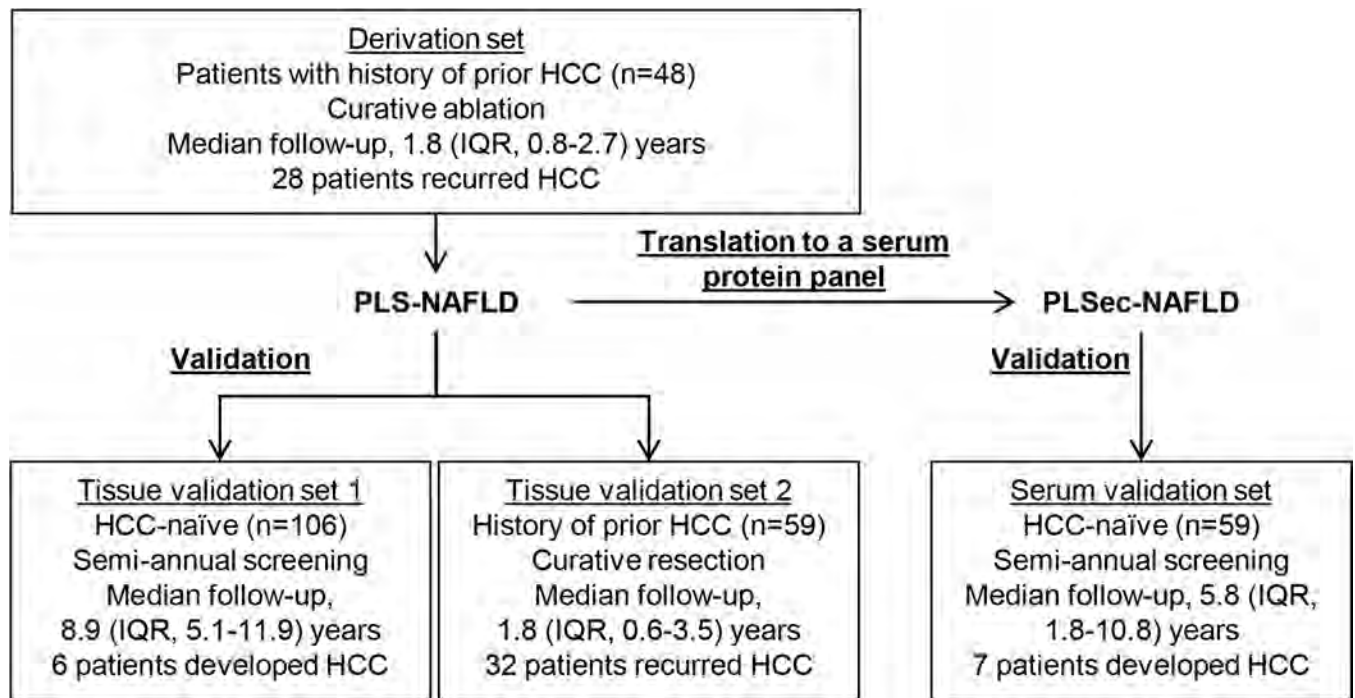 Derivation set
Patients with history of prior HCC (n=48)
Curative ablation
Median follow-up, 1.8 (IQR, 0.8-2.7) years
28 patients recurred HCC
Translation to a serum
protein panel
PLS-NAFLD
PLSec-NAFLD
Validation
Validation
Tissue validation set 1
HCC-naïve (n=106)
Semi-annual screening
Median follow-up,
8.9 (IQR, 5.1-11.9) years
6 patients developed HCC
Tissue validation set 2
History of prior HCC (n=59)
Curative resection
Median follow-up,
1.8 (IQR, 0.6-3.5) years
32 patients recurred HCC
Serum validation set
HCC-naïve (n=59)
Semi-annual screening
Median follow-up, 5.8 (IQR,
1.8-10.8) years
7 patients developed HCC